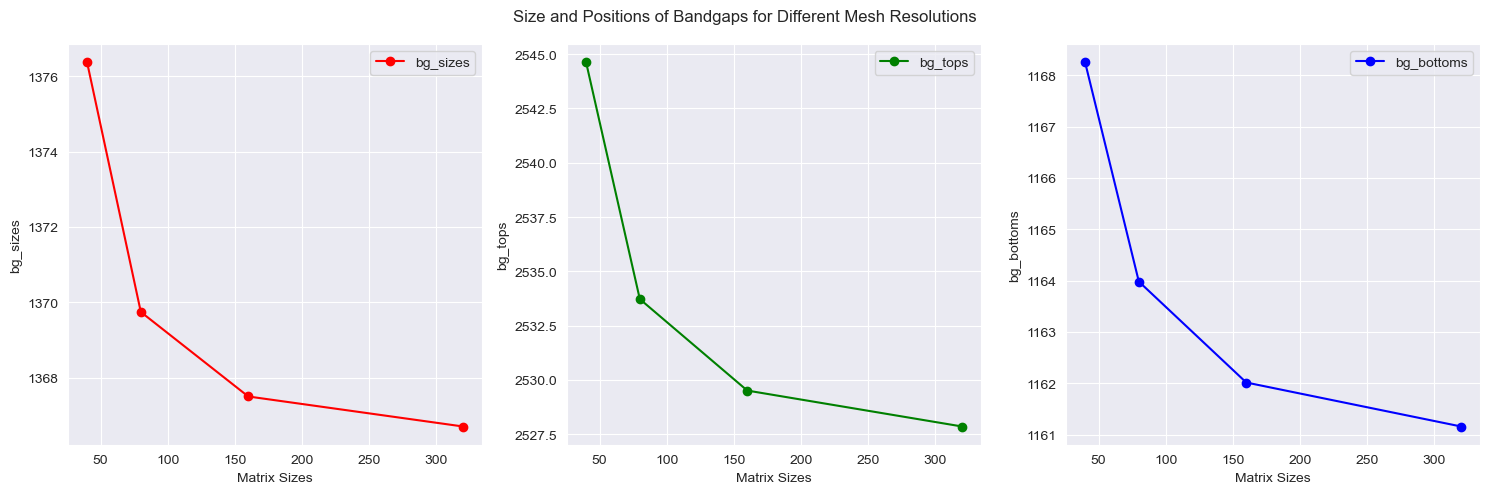 Size and Positions of Bandgaps for Different Mesh Resolutions
bg_sizes
1376
1374
1372
1370
1368
bg_sizes
50 100 150 200 250 300
Matrix Sizes
bg_tops
2545.0
2542.5
2540.0
2537.5
2535.0
2532.5
2530.0
2527.5
bg_tops
50 100 150 200 250 300
Matrix Sizes
bg_bottoms
1168
1167
1166
1165
1164
1163
1162
1161
bg_bottoms
50 100 150 200 250 300
Matrix Sizes